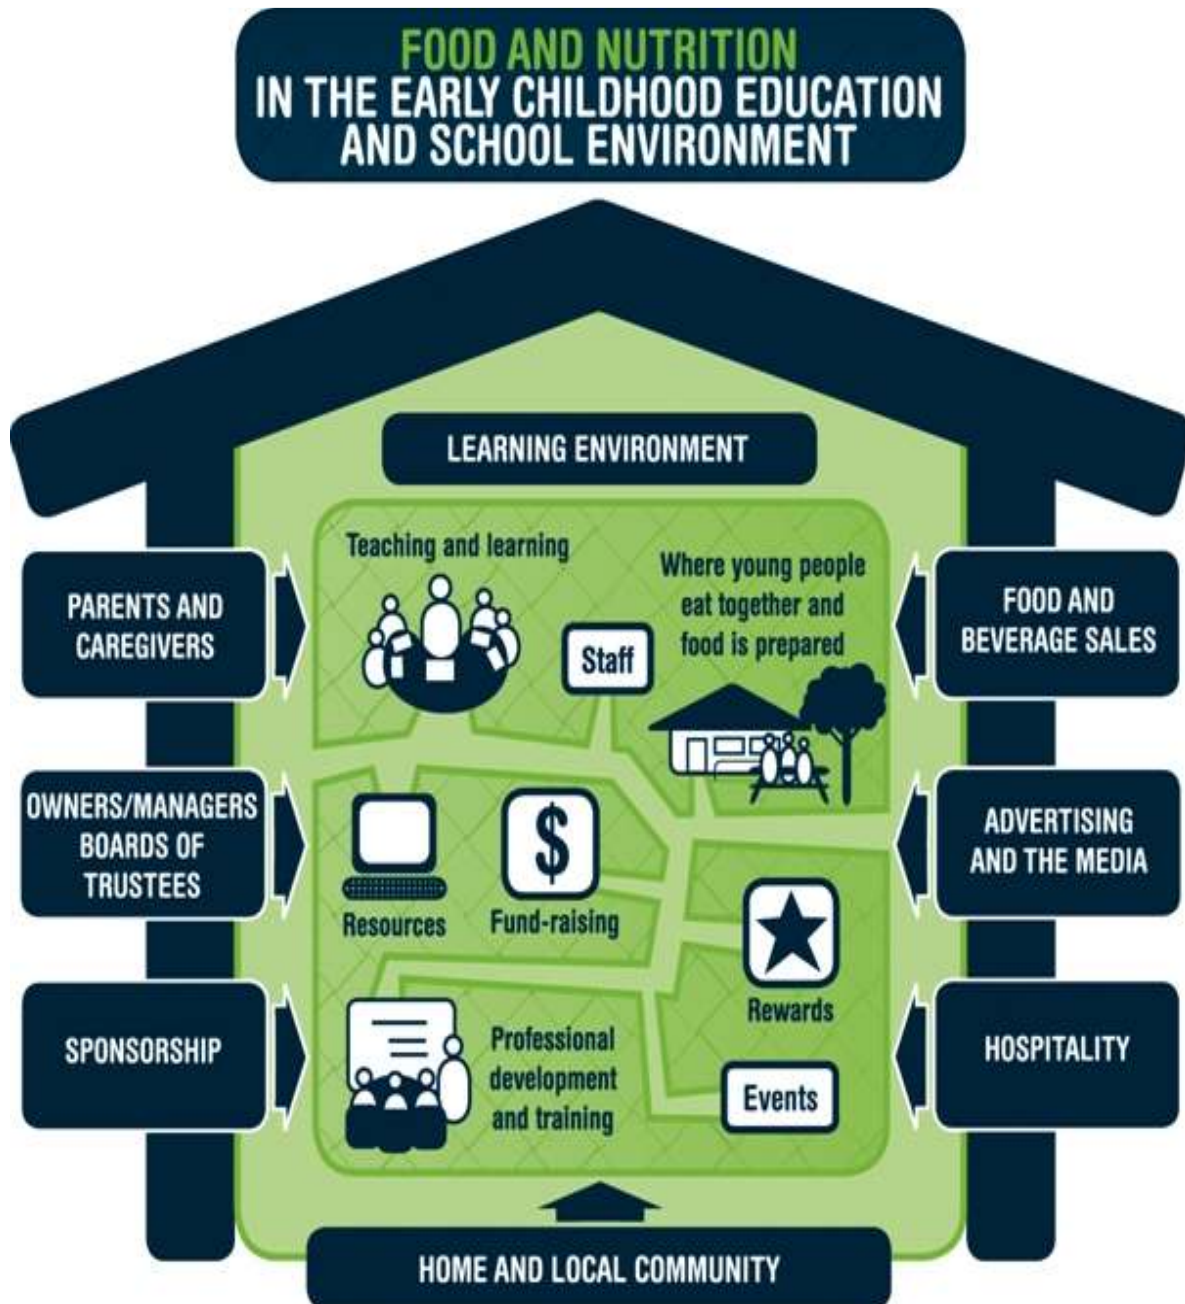 FOOD AND NUTRITION
IN THE EARLY CHILDHOOD EDUCATION
AND SCHOOL ENVIRONMENT
LEARNING ENVIRONMENT
PARENTS AND
CAREGIVERS
OWNERS/MANAGERS
BOARDS OF
TRUSTEES
SPONSORSHIP
Teaching and learning
Staff
Where young people
eat together and
food is prepared
Resources
$
Fund-raising
Rewards
Professional
development
and training
Events
FOOD AND
BEVERAGE SALES
ADVERTISING
AND THE MEDIA
HOSPITALITY
HOME AND LOCAL COMMUNITY